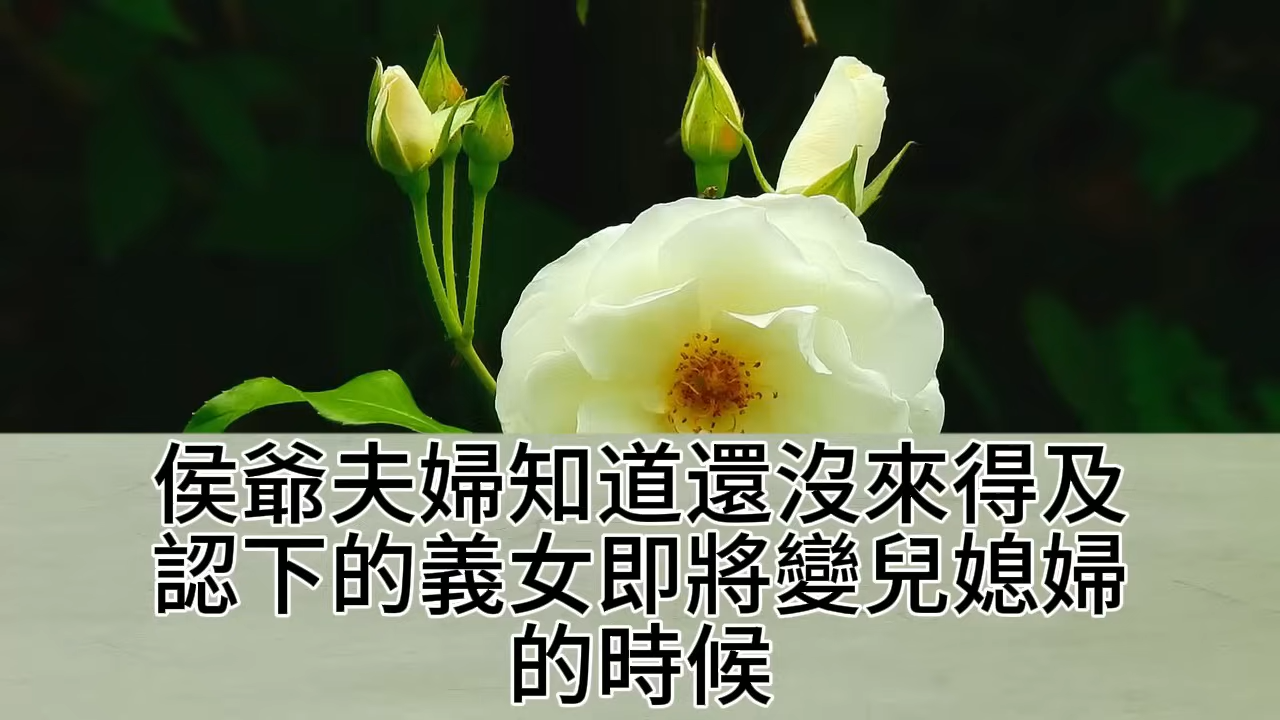 侯爺夫婦知道還沒來得及
認下的義女即將變兒媳婦
的時候